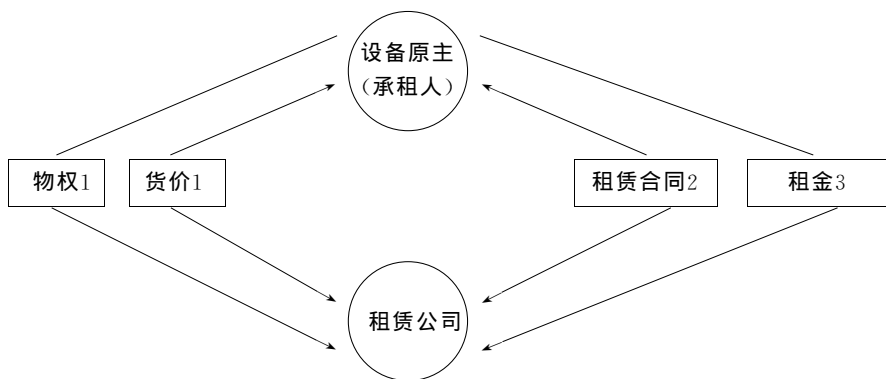 设备原主
（承租人）
物权1
货价1
租赁合同2
租金3
租赁公司